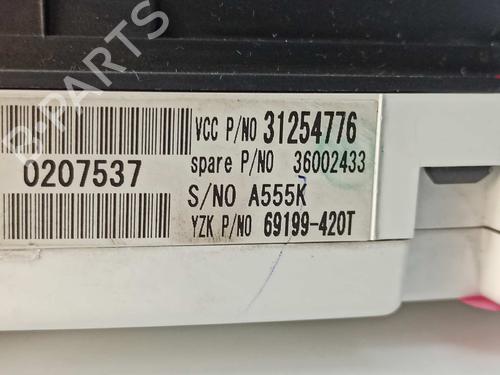 VCC P/NO 31254776
spare P/NO 36002433
0207537
S/NO A555K
YZK P/NO 69199-420T
B-PARTS